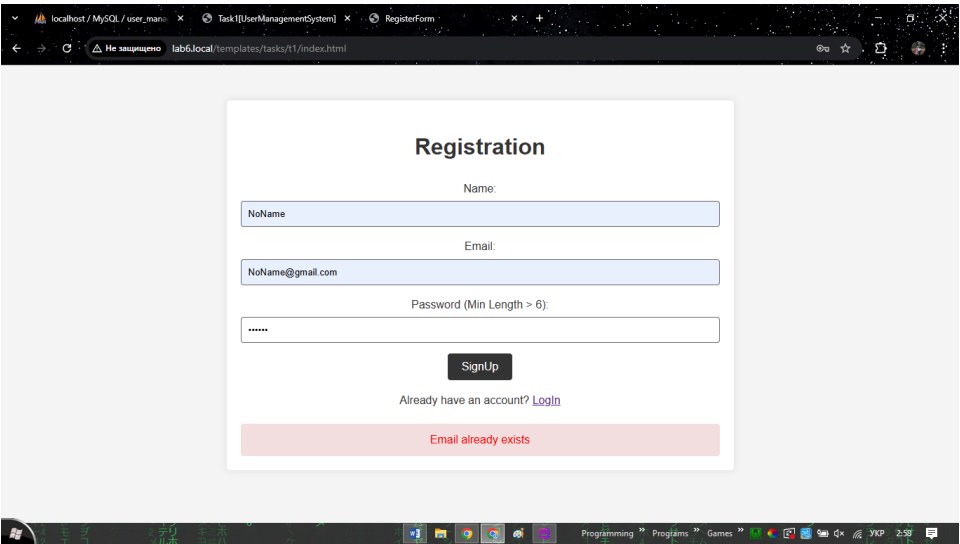 localhost / MySQL / user_mana
Task1[UserManagementSystem]
RegisterForm
Не защищено lab6.local/templates/tasks/t1/index.html
Registration
Name:
NoName
Email:
NoName@gmail.com
Password (Min Length > 6):
••••••
SignUp
Already have an account? LogIn
Email already exists
Programming » Programs » Games » УКР 2:58